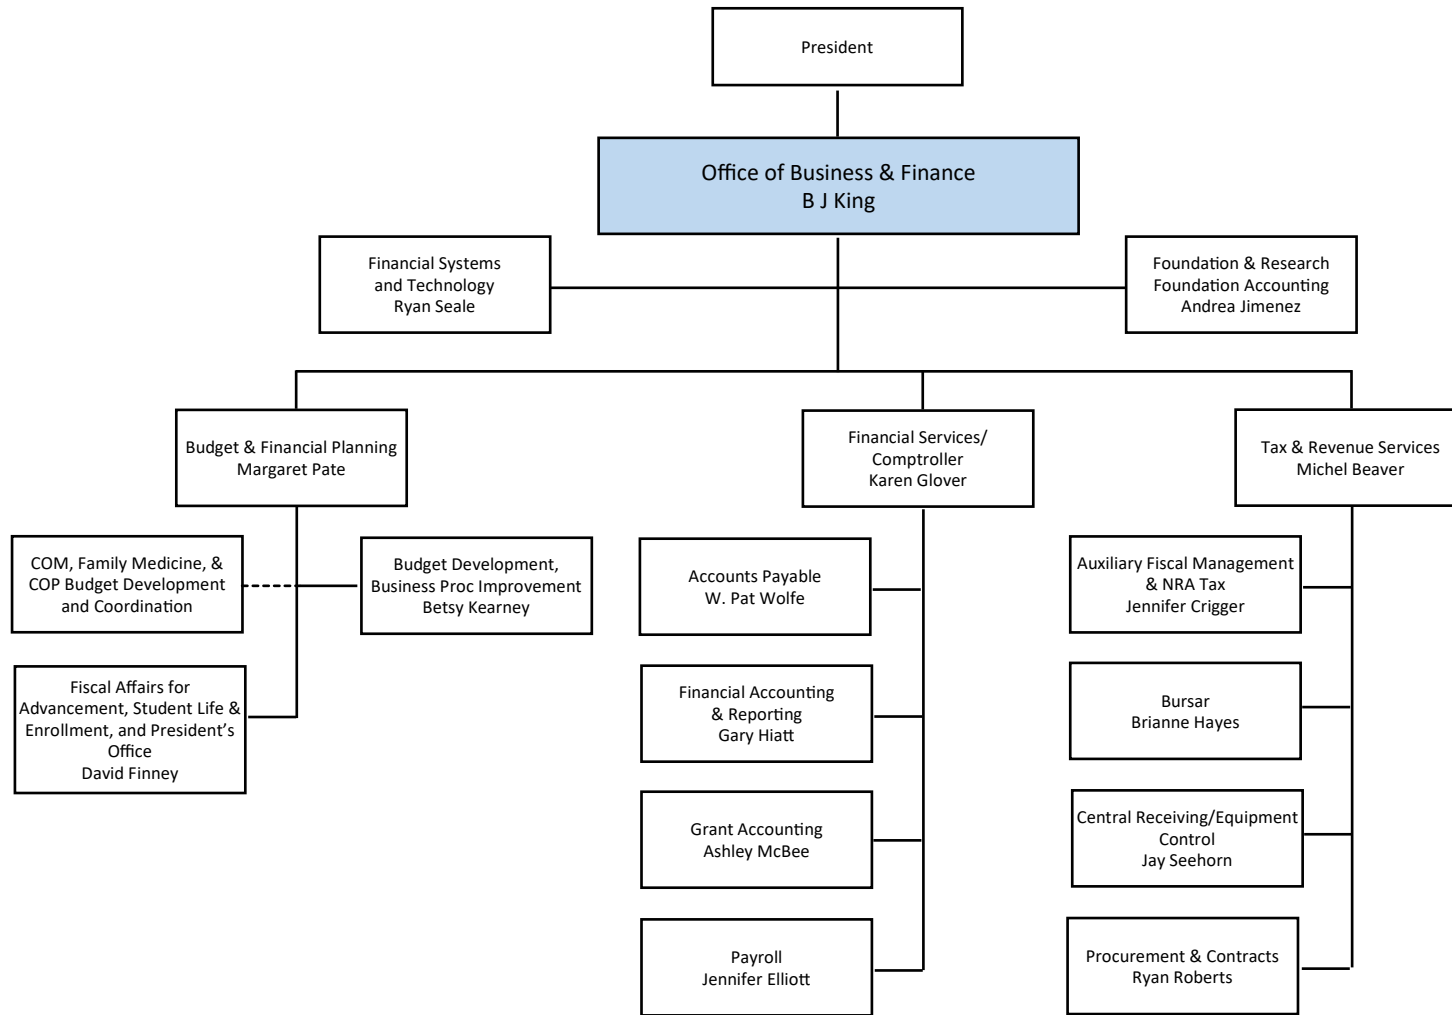 President
Office of Business & Finance
B J King
Financial Systems
and Technology
Ryan Seale
Foundation & Research
Foundation Accounting
Andrea Jimenez
Budget & Financial Planning
Margaret Pate
Financial Services/
Comptroller
Karen Glover
Tax & Revenue Services
Michel Beaver
COM, Family Medicine, &
COP Budget Development
and Coordination
Budget Development,
Business Proc Improvement
Betsy Kearney
Fiscal Affairs for
Advancement, Student Life &
Enrollment, and President’s
Office
David Finney
Accounts Payable
W. Pat Wolfe
Financial Accounting
& Reporting
Gary Hiatt
Grant Accounting
Ashley McBee
Payroll
Jennifer Elliott
Auxiliary Fiscal Management
& NRA Tax
Jennifer Crigger
Bursar
Brianne Hayes
Central Receiving/Equipment
Control
Jay Seehorn
Procurement & Contracts
Ryan Roberts